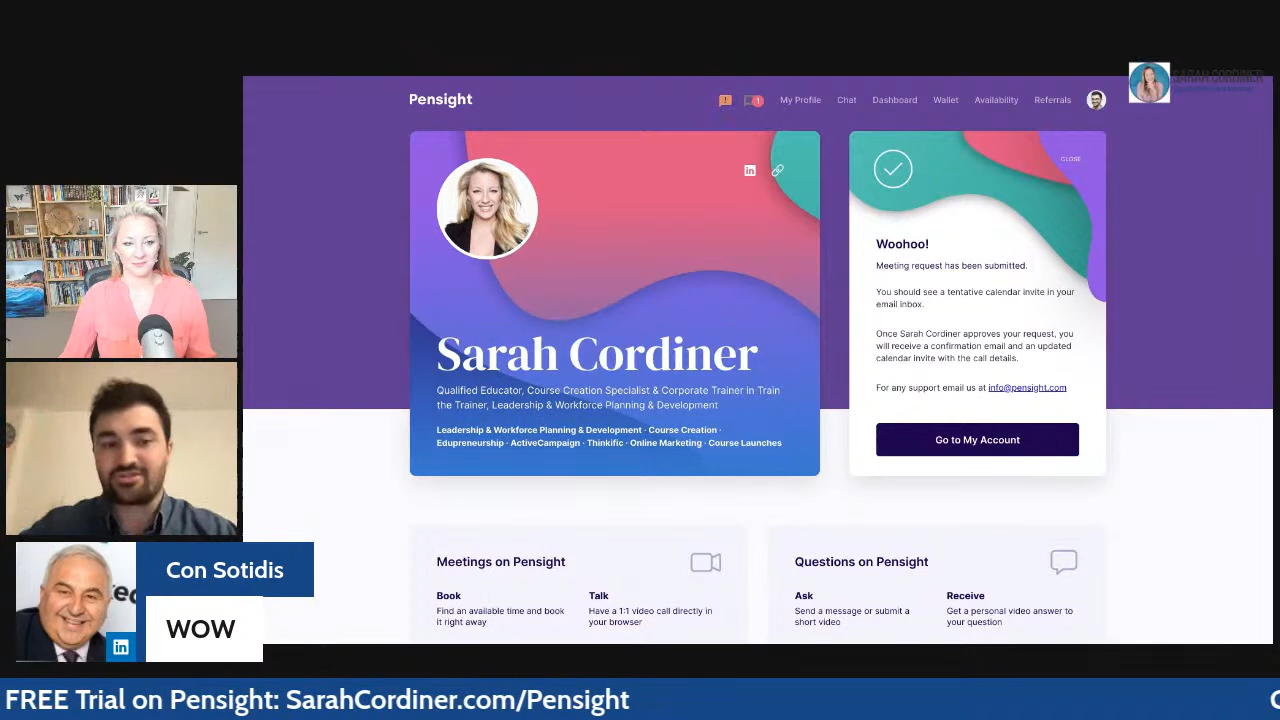 SARAH CORDINER
Pensight
1
My Profile
Chat
Dashboard
Wallet
Availability
Referrals
in
CLOSE
Sarah Cordiner
Qualified Educator, Course Creation Specialist & Corporate Trainer in Train
the Trainer, Leadership & Workforce Planning & Development
Leadership & Workforce Planning & Development · Course Creation ·
Edupreneurship · ActiveCampaign · Thinkific · Online Marketing · Course Launches
Woohoo!
Meeting request has been submitted.
You should see a tentative calendar invite in your
email inbox.
Once Sarah Cordiner approves your request, you
will receive a confirmation email and an updated
calendar invite with the call details.
For any support email us at info@pensight.com
Go to My Account
Meetings on Pensight
Book
Find an available time and book
it right away
Talk
Have a 1:1 video call directly in
your browser
Questions on Pensight
Ask
Send a message or submit a
short video
Receive
Get a personal video answer to
your question
Con Sotidis
WOW
in
FREE Trial on Pensight: SarahCordiner.com/Pensight